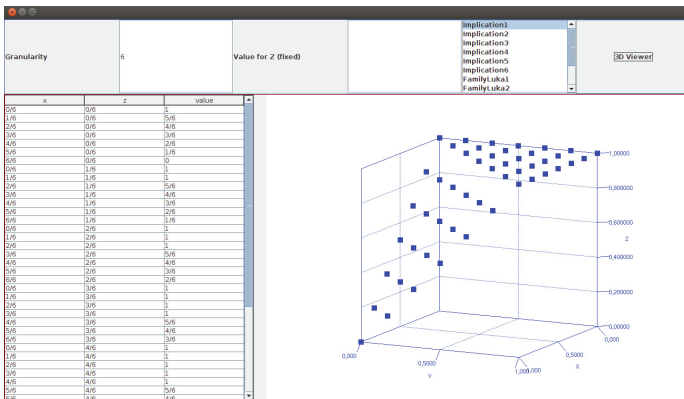 Granularity
6
Value for Z (fixed)
Implication1
Implication2
Implication3
Implication4
Implication5
Implication6
FamilyLuka1
FamilyLuka2
3D Viewer
x z value
0/6 0/6 1
1/6 0/6 5/6
2/6 0/6 4/6
3/6 0/6 3/6
4/6 0/6 2/6
5/6 0/6 1/6
6/6 0/6 0
0/6 1/6 1
1/6 1/6 1
2/6 1/6 5/6
3/6 1/6 4/6
4/6 1/6 3/6
5/6 1/6 2/6
6/6 1/6 1/6
0/6 2/6 1
1/6 2/6 1
2/6 2/6 1
3/6 2/6 5/6
4/6 2/6 4/6
5/6 2/6 3/6
6/6 2/6 2/6
0/6 3/6 1
1/6 3/6 1
2/6 3/6 1
3/6 3/6 1
4/6 3/6 5/6
5/6 3/6 4/6
6/6 3/6 3/6
0/6 4/6 1
1/6 4/6 1
2/6 4/6 1
3/6 4/6 1
4/6 4/6 1
5/6 4/6 5/6
6/6 4/6 4/6
1,00000
0,800000
Z
0,600000
0,400000
0,200000
0,00000
0,000
0,5000
X
1,000
0,000
0,5000
Y
1,000